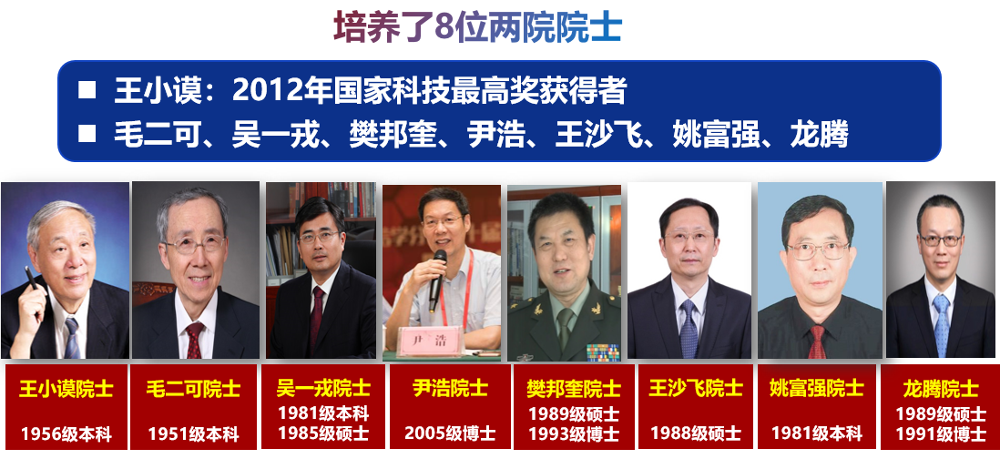 培养了8位两院院士
■ 王小谟：2012年国家科技最高奖获得者
■ 毛二可、吴一戎、樊邦奎、尹浩、王沙飞、姚富强、龙腾
尹 浩
王小谟院士
1956级本科
毛二可院士
1951级本科
吴一戎院士
1981级本科
1985级硕士
尹浩院士
2005级博士
樊邦奎院士
1989级硕士
1993级博士
王沙飞院士
1988级硕士
姚富强院士
1981级本科
龙腾院士
1989级硕士
1991级博士